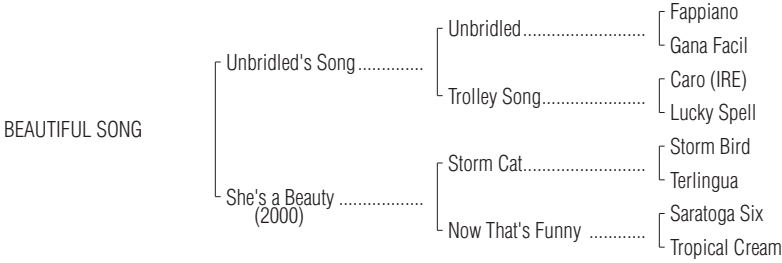 Fappiano
Unbridled..........................
Gana Facil
Unbridled's Song ..............
Caro (IRE)
Trolley Song......................
Lucky Spell
BEAUTIFUL SONG
Storm Bird
Storm Cat..........................
Terlingua
She's a Beauty ..................
(2000)
Saratoga Six
Now That's Funny ............
Tropical Cream